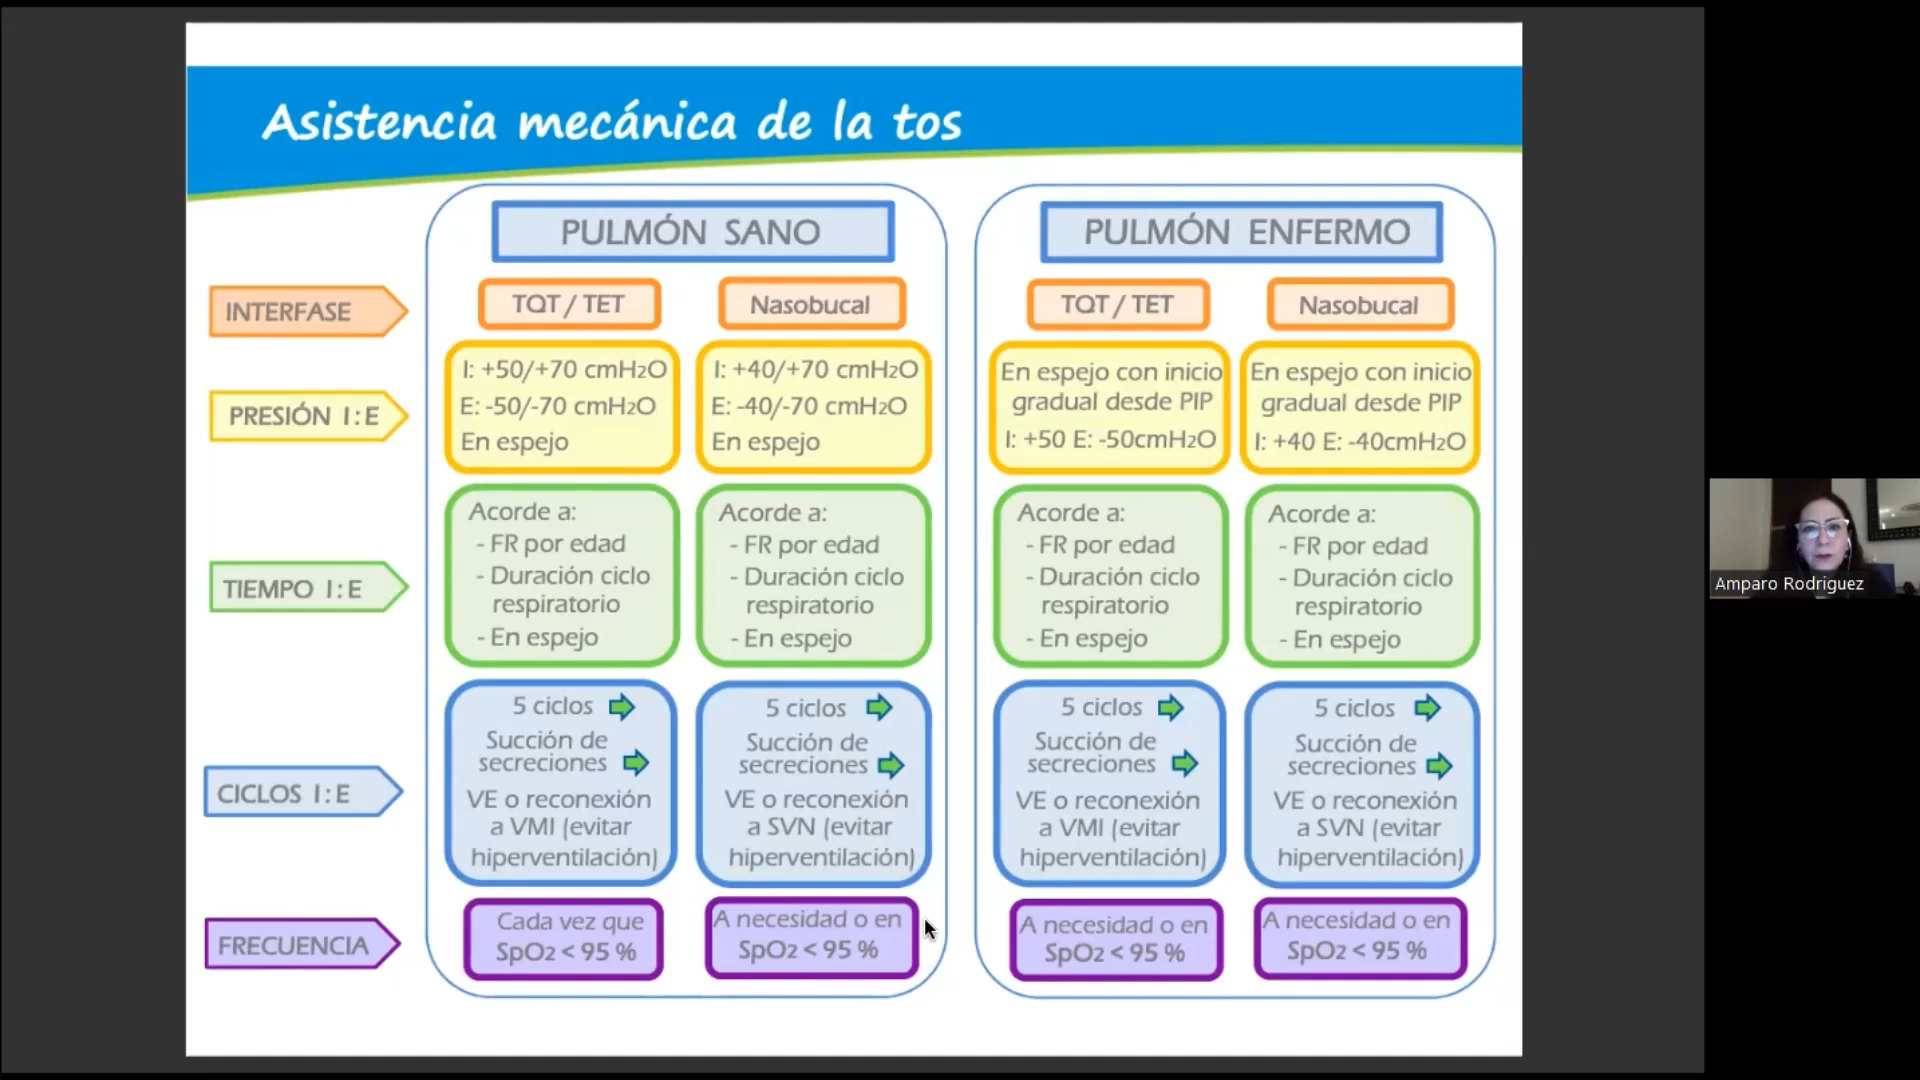 Asistencia mecánica de la tos
PULMÓN SANO
PULMÓN ENFERMO
INTERFASE
TQT / TET
Nasobucal
TQT / TET
Nasobucal
PRESIÓN I : E
I: +50/+70 cmH2O
E: -50/-70 cmH2O
En espejo
I: +40/+70 cmH2O
E: -40/-70 cmH2O
En espejo
En espejo con inicio
gradual desde PIP
I: +50 E: -50cmH2O
En espejo con inicio
gradual desde PIP
I: +40 E: -40cmH2O
TIEMPO I : E
Acorde a:
- FR por edad
- Duración ciclo
respiratorio
- En espejo
Acorde a:
- FR por edad
- Duración ciclo
respiratorio
- En espejo
Acorde a:
- FR por edad
- Duración ciclo
respiratorio
- En espejo
Acorde a:
- FR por edad
- Duración ciclo
respiratorio
- En espejo
CICLOS I : E
5 ciclos
Succión de
secreciones
VE o reconexión
a VMI (evitar
hiperventilación)
5 ciclos
Succión de
secreciones
VE o reconexión
a SVN (evitar
hiperventilación)
5 ciclos
Succión de
secreciones
VE o reconexión
a VMI (evitar
hiperventilación)
5 ciclos
Succión de
secreciones
VE o reconexión
a SVN (evitar
hiperventilación)
FRECUENCIA
Cada vez que
SpO2 < 95 %
A necesidad o en
SpO2 < 95 %
A necesidad o en
SpO2 < 95 %
A necesidad o en
SpO2 < 95 %
Amparo Rodriguez